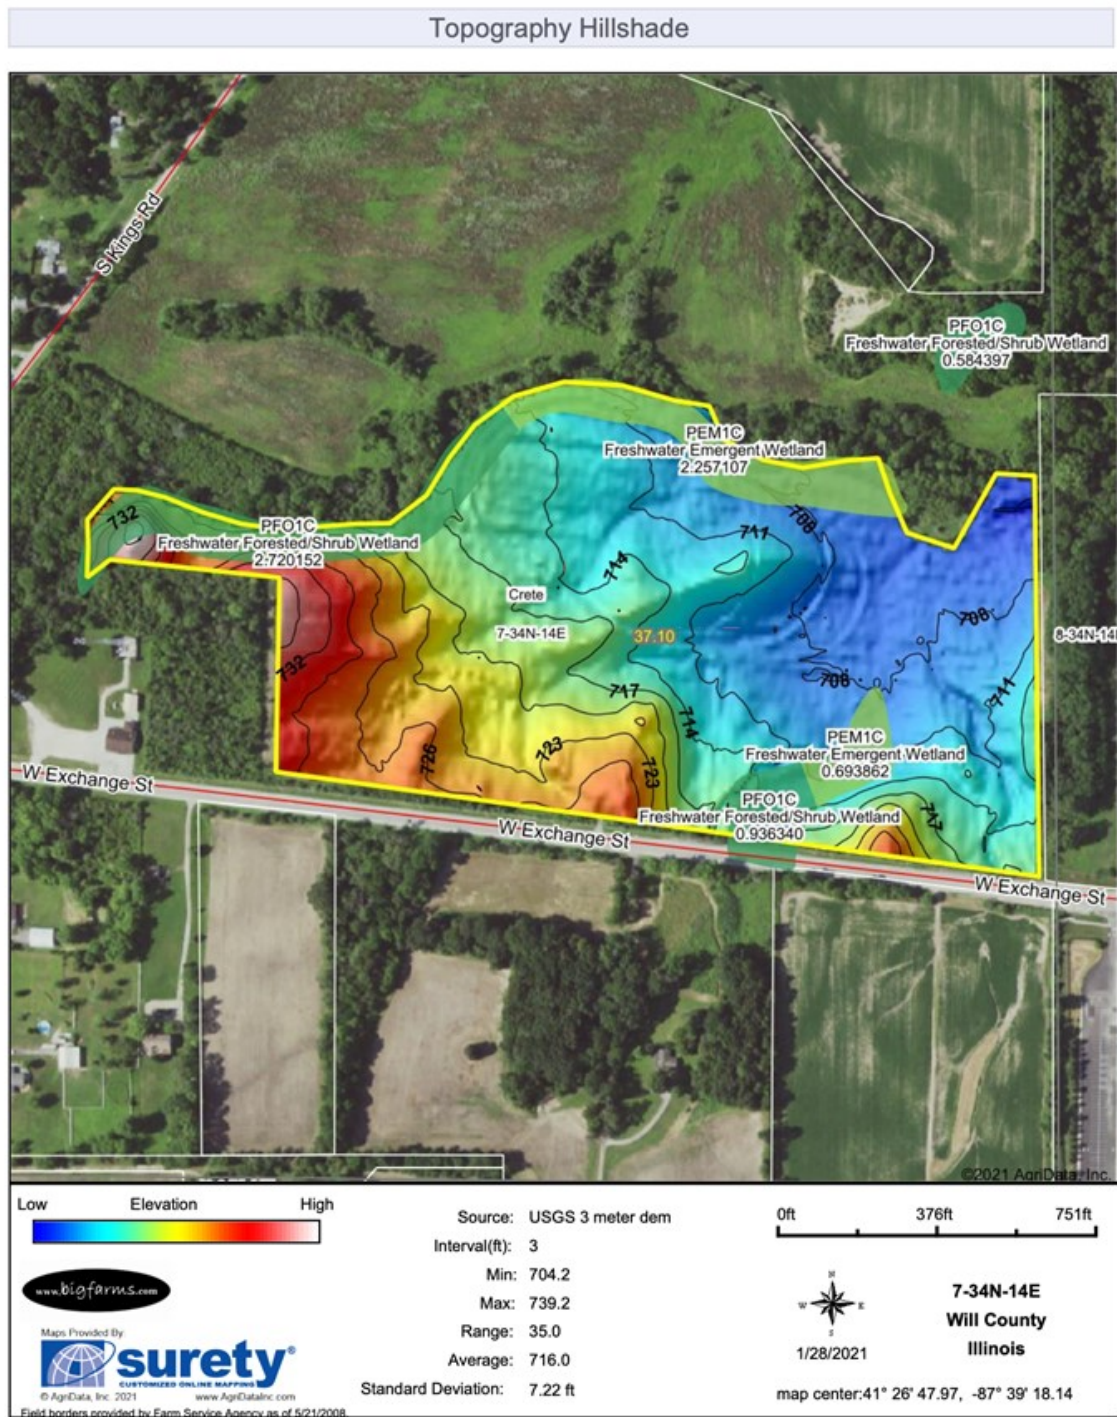 Topography Hillshade
S Kings Rd
PFO1C
Freshwater Forested/Shrub Wetland
0.584397
PEM1C
Freshwater Emergent Wetland
2.257107
732
PFO1C
Freshwater Forested/Shrub Wetland
2.720152
708
711
714
Crete
7-34N-14E
37.10
708
8-34N-14E
732
717
708
711
714
726
723
723
PEM1C
Freshwater Emergent Wetland
0.693862
PFO1C
Freshwater Forested/Shrub Wetland
0.936340
717
W Exchange St
W Exchange St
W Exchange St
©2021 AgriData, Inc.
Low Elevation High
www.bigfarms.com
Maps Provided By
surety®
CUSTOMIZED ONLINE MAPPING
© AgriData, Inc. 2021 www.AgriDataInc.com
Field borders provided by Farm Service Agency as of 5/21/2008.
Source: USGS 3 meter dem
Interval(ft): 3
Min: 704.2
Max: 739.2
Range: 35.0
Average: 716.0
Standard Deviation: 7.22 ft
0ft 376ft 751ft
N
W E
S
1/28/2021
7-34N-14E
Will County
Illinois
map center:41° 26' 47.97, -87° 39' 18.14